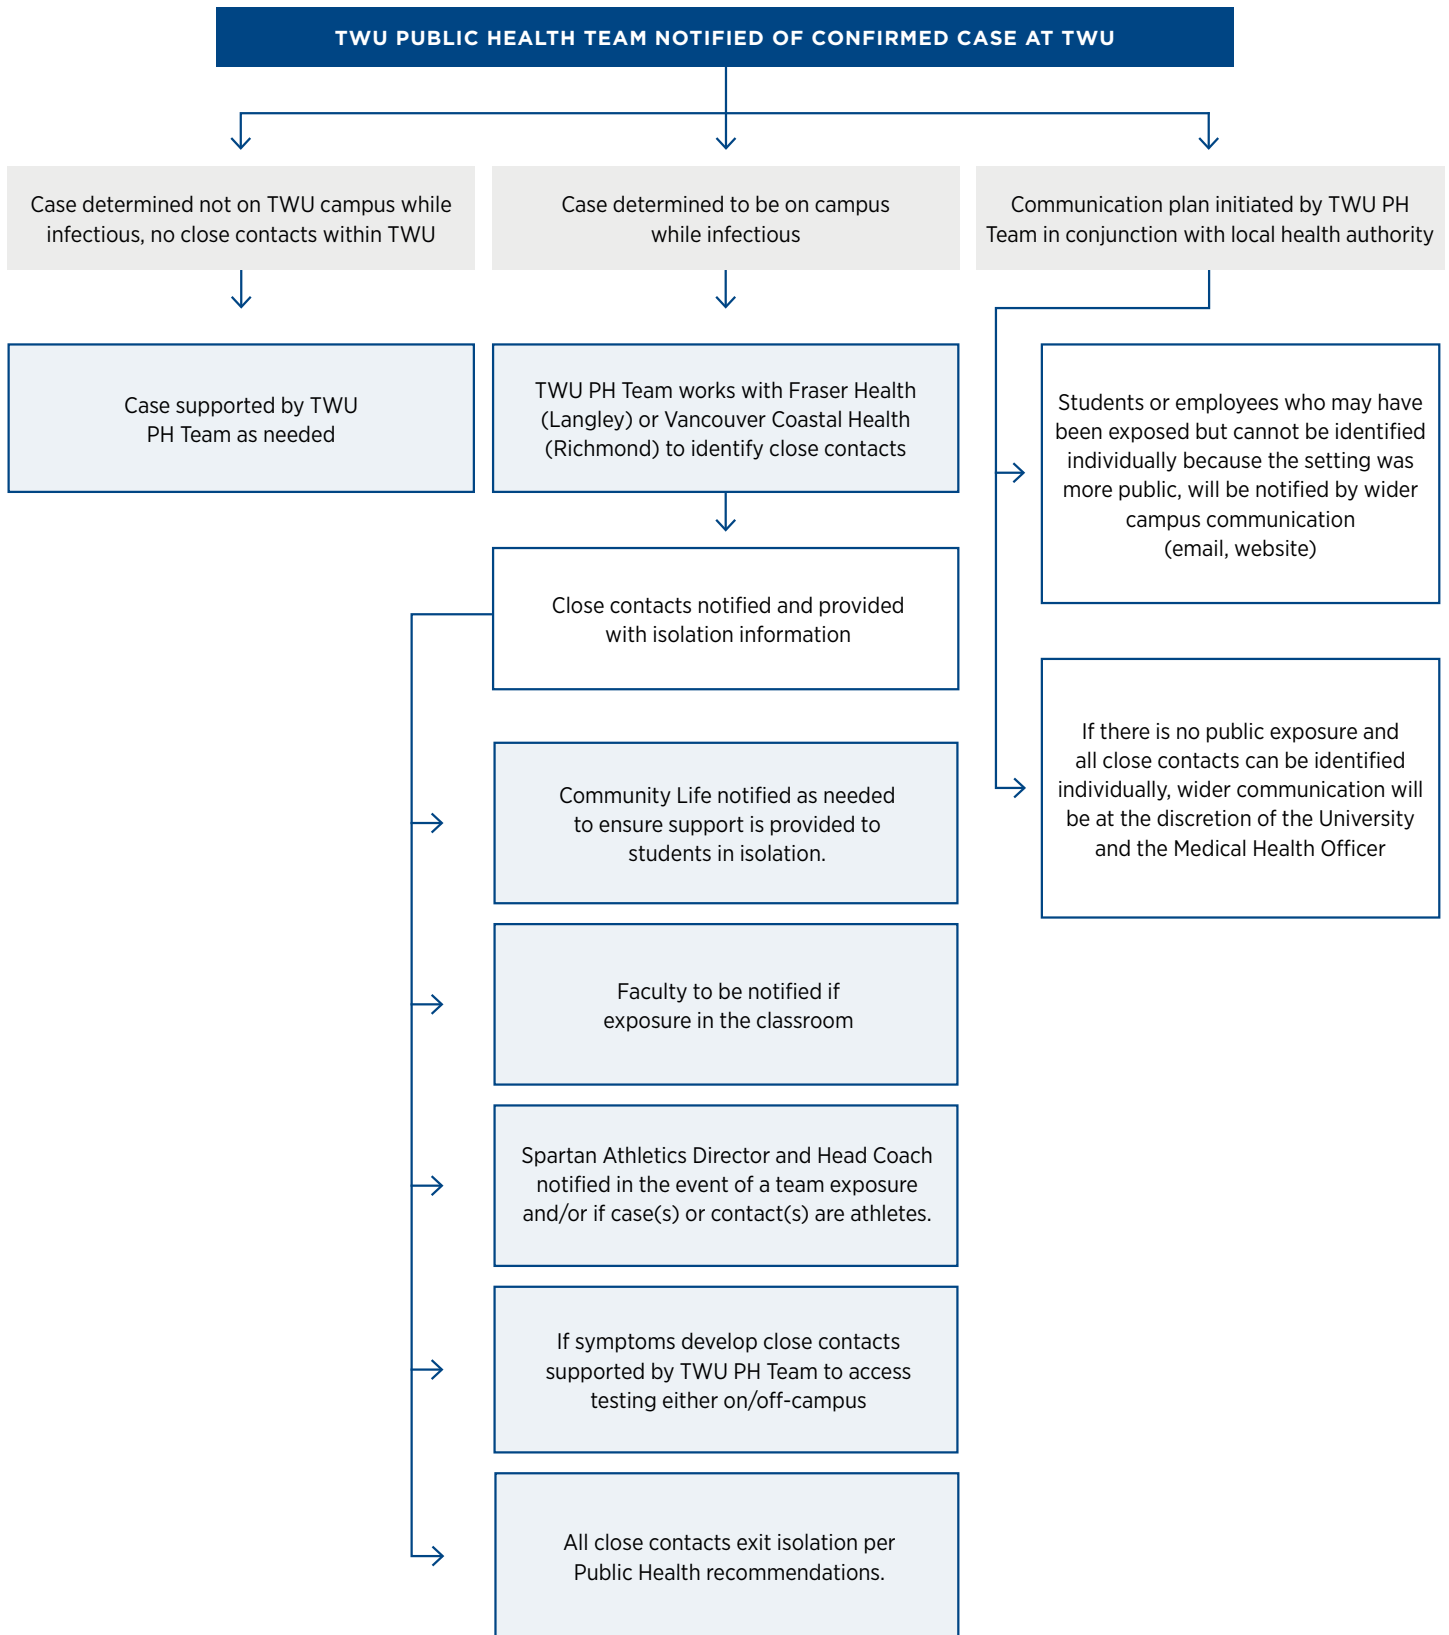 TWU PUBLIC HEALTH TEAM NOTIFIED OF CONFIRMED CASE AT TWU
Case determined not on TWU campus while
infectious, no close contacts within TWU
Case determined to be on campus
while infectious
Communication plan initiated by TWU PH
Team in conjunction with local health authority
Case supported by TWU
PH Team as needed
TWU PH Team works with Fraser Health
(Langley) or Vancouver Coastal Health
(Richmond) to identify close contacts
Students or employees who may have
been exposed but cannot be identified
individually because the setting was
more public, will be notified by wider
campus communication
(email, website)
Close contacts notified and provided
with isolation information
If there is no public exposure and
all close contacts can be identified
individually, wider communication will
be at the discretion of the University
and the Medical Health Officer
Community Life notified as needed
to ensure support is provided to
students in isolation.
Faculty to be notified if
exposure in the classroom
Spartan Athletics Director and Head Coach
notified in the event of a team exposure
and/or if case(s) or contact(s) are athletes.
If symptoms develop close contacts
supported by TWU PH Team to access
testing either on/off-campus
All close contacts exit isolation per
Public Health recommendations.